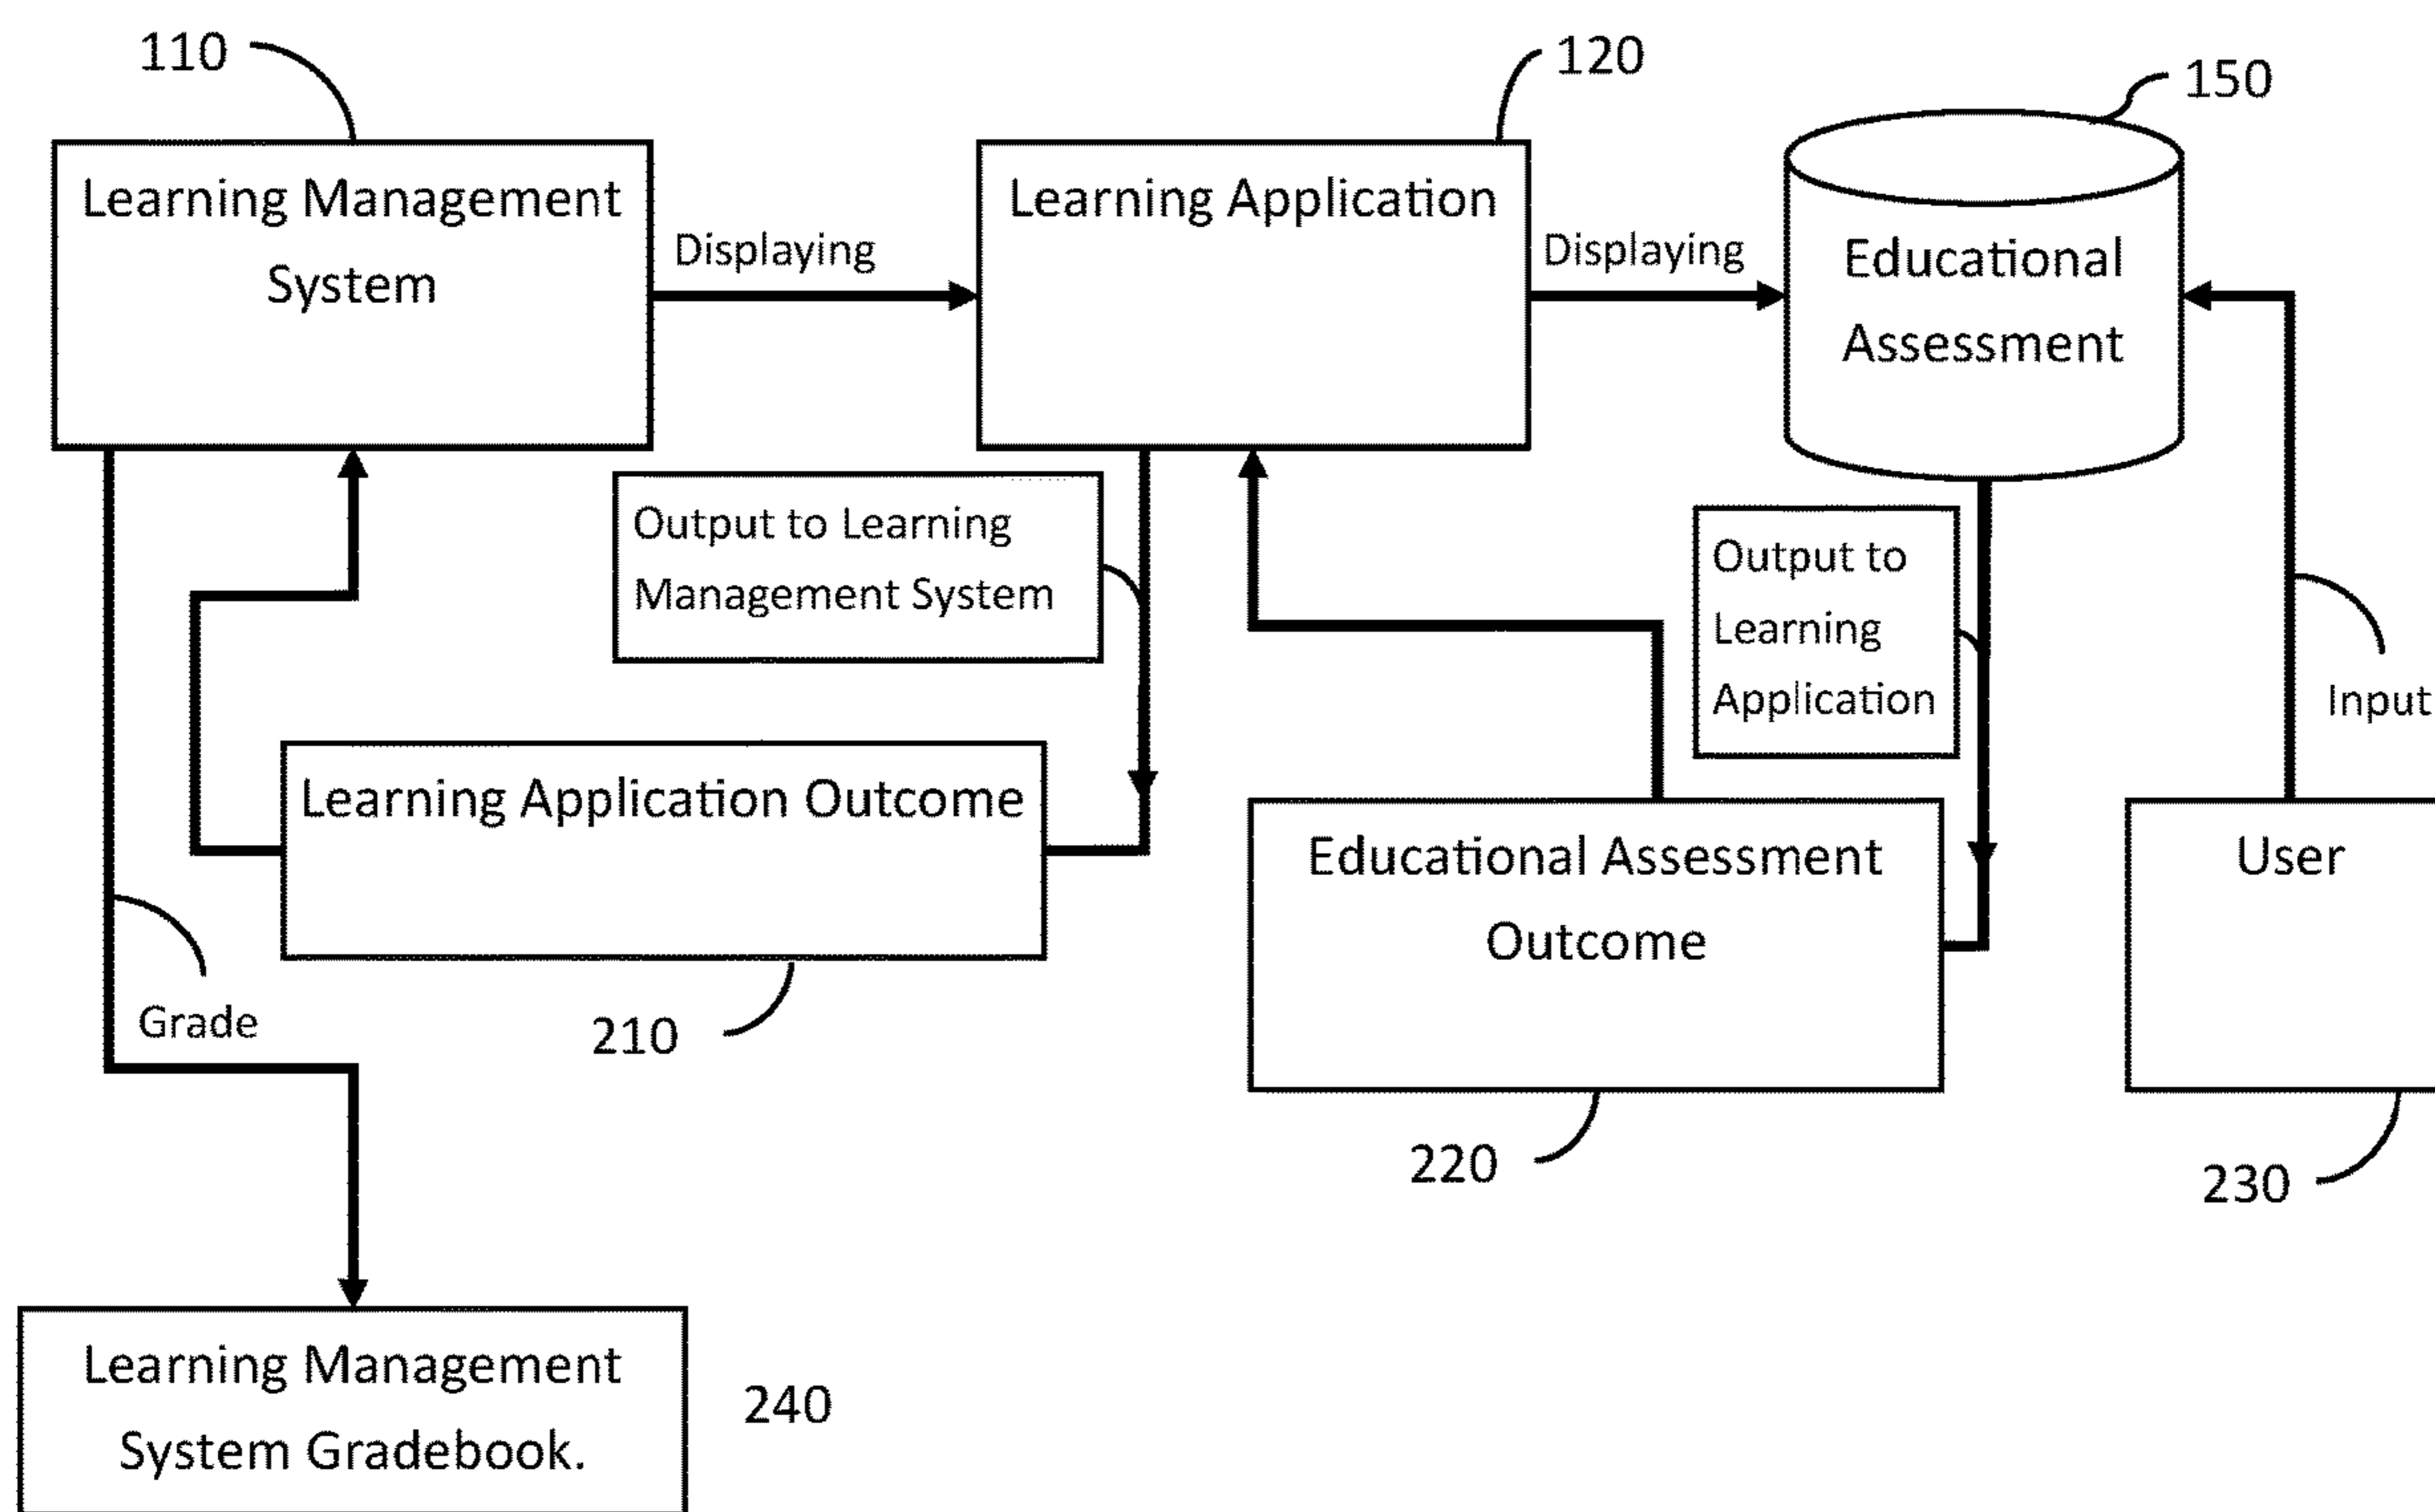 110
120
150
Learning Management
System
Displaying
Learning Application
Displaying
Educational
Assessment
Output to Learning
Management System
Output to
Learning
Application
Input
Learning Application Outcome
Educational Assessment
Outcome
User
Grade
210
220
230
Learning Management
System Gradebook.
240